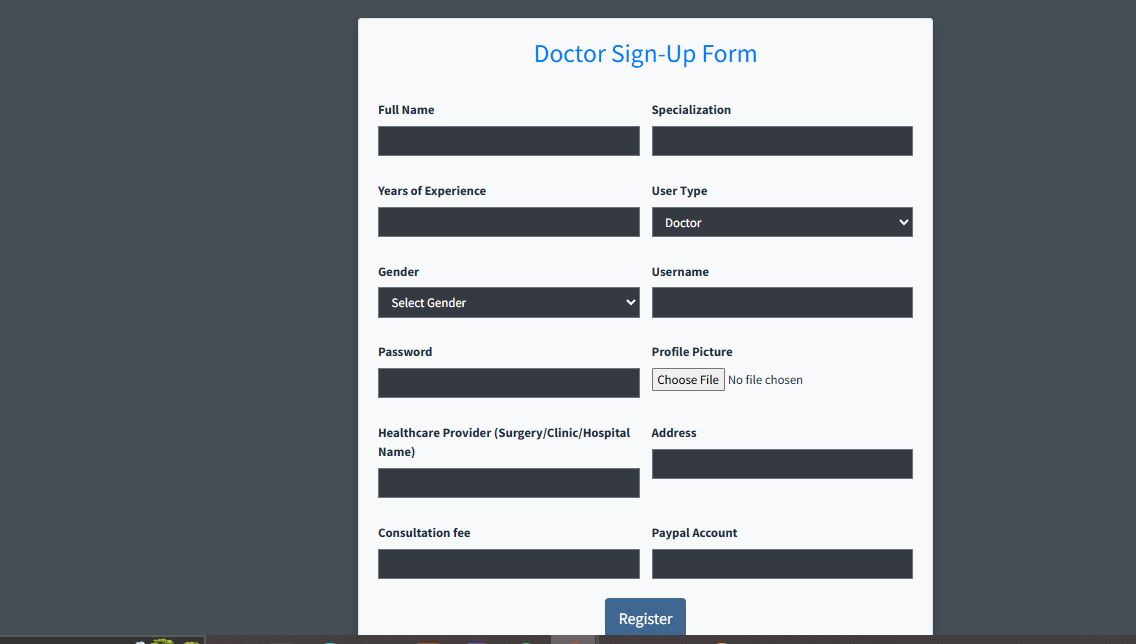 Doctor Sign-Up Form
Full Name
Specialization
Years of Experience
User Type
Doctor
Gender
Username
Select Gender
Password
Profile Picture
Choose File No file chosen
Healthcare Provider (Surgery/Clinic/Hospital
Name)
Address
Consultation fee
Paypal Account
Register